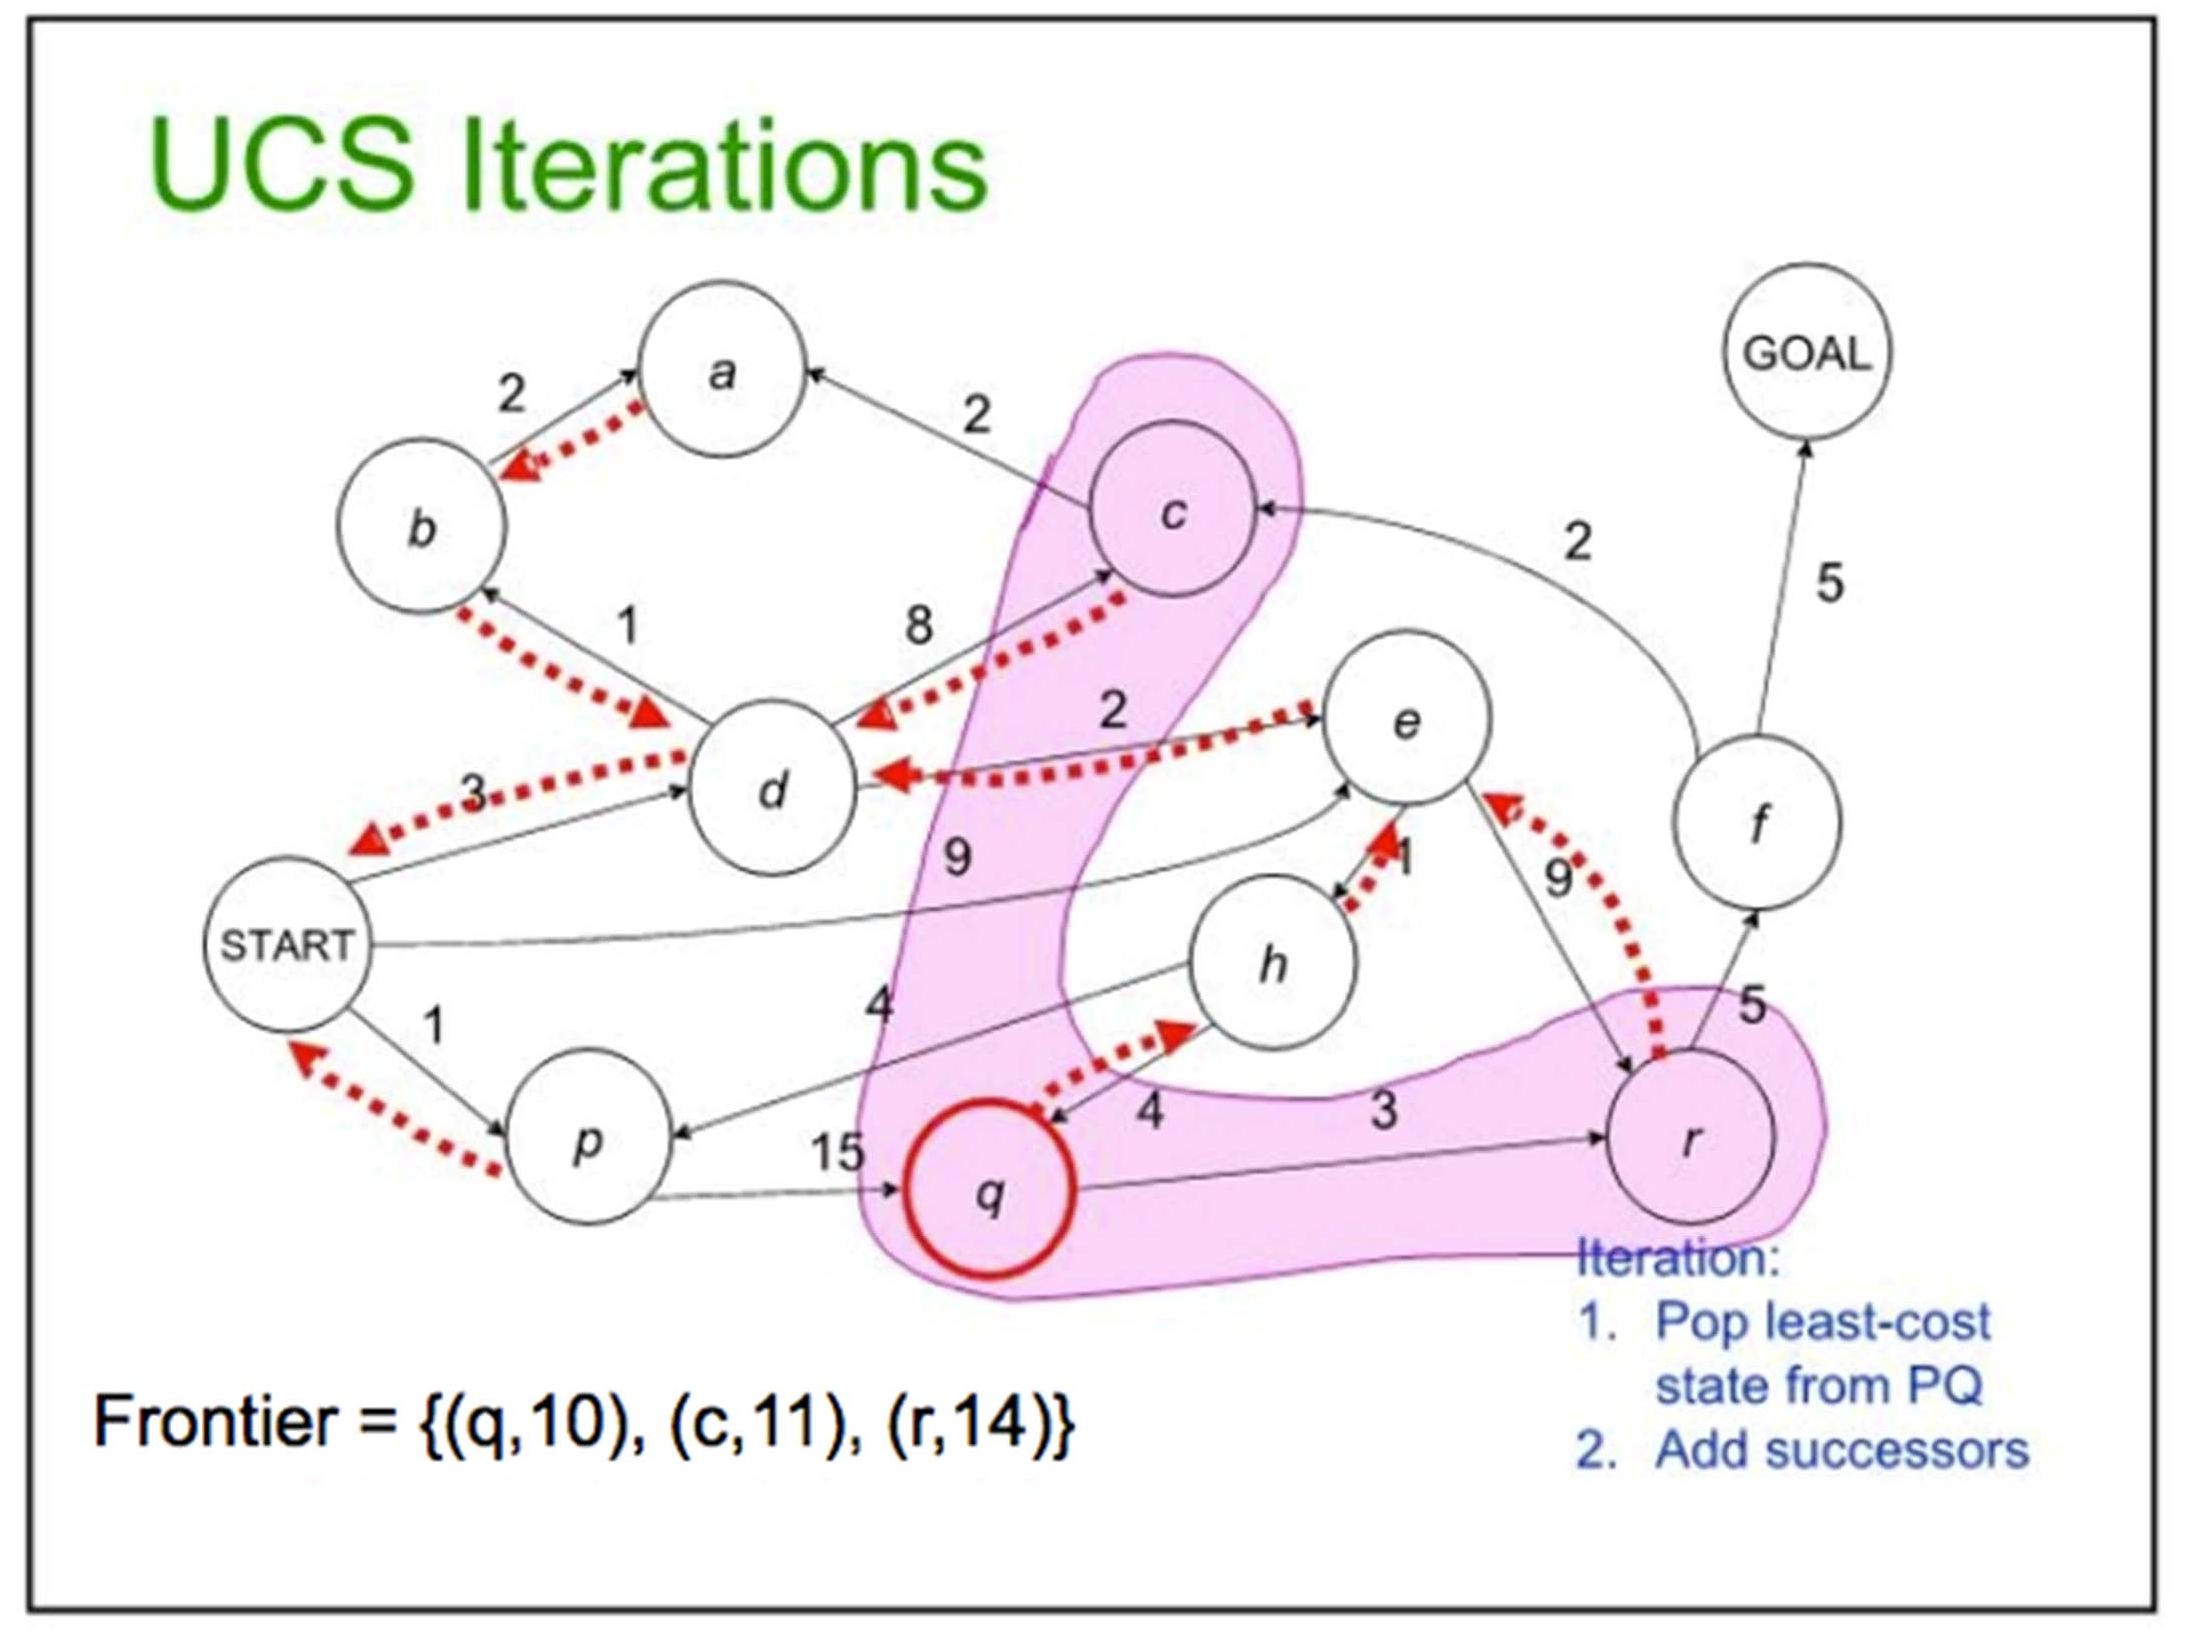 UCS Iterations
GOAL
a
2
2
c
b
2
5
1
8
2
e
d
3
f
9
1
9
START
h
4
5
1
4
3
p
15
r
q
Iteration:
1. Pop least-cost
state from PQ
2. Add successors
Frontier = {(q,10), (c,11), (r,14)}